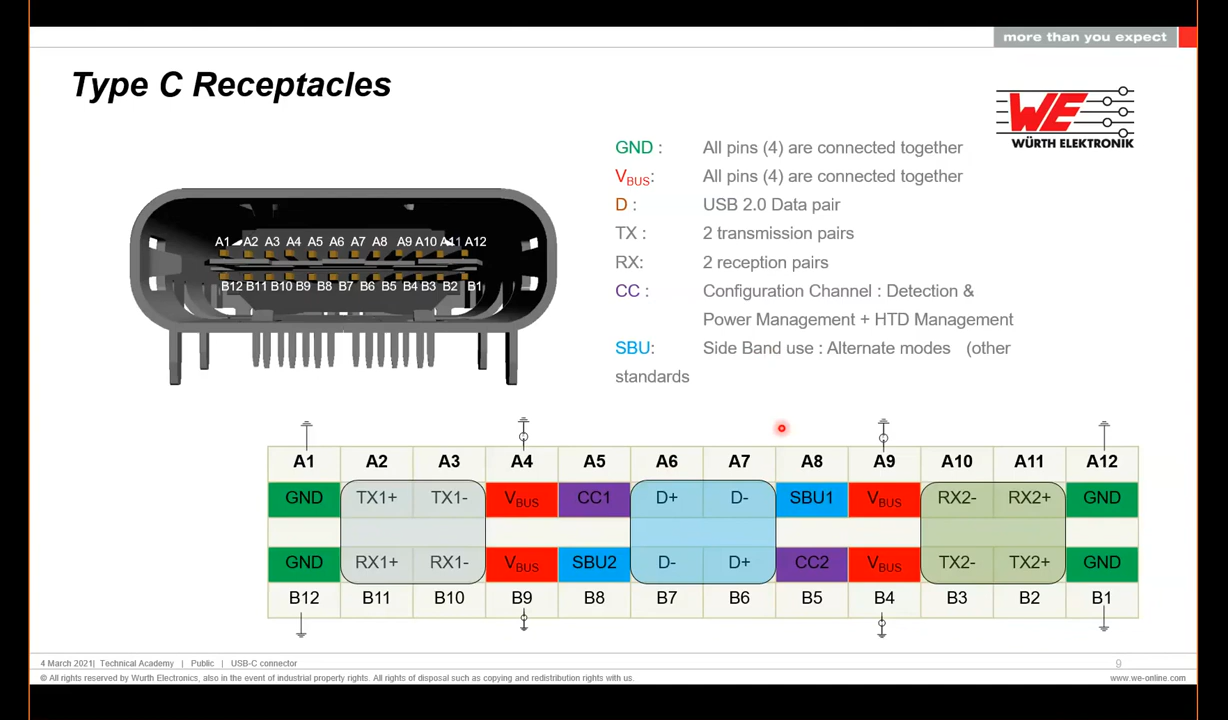 more than you expect
Type C Receptacles
WE
WÜRTH ELEKTRONIK
GND : All pins (4) are connected together
VBUS: All pins (4) are connected together
D : USB 2.0 Data pair
TX : 2 transmission pairs
RX: 2 reception pairs
CC : Configuration Channel : Detection &
Power Management + HTD Management
SBU: Side Band use : Alternate modes (other
standards
A1 A2 A3 A4 A5 A6 A7 A8 A9 A10 A11 A12
B12 B11 B10 B9 B8 B7 B6 B5 B4 B3 B2 B1
A1 A2 A3 A4 A5 A6 A7 A8 A9 A10 A11 A12
GND TX1+ TX1- VBUS CC1 D+ D- SBU1 VBUS RX2- RX2+ GND
GND RX1+ RX1- VBUS SBU2 D- D+ CC2 VBUS TX2- TX2+ GND
B12 B11 B10 B9 B8 B7 B6 B5 B4 B3 B2 B1
4 March 2021| Technical Academy | Public | USB-C connector
9
© All rights reserved by Wurth Electronics, also in the event of industrial property rights. All rights of disposal such as copying and redistribution rights with us.
www.we-online.com